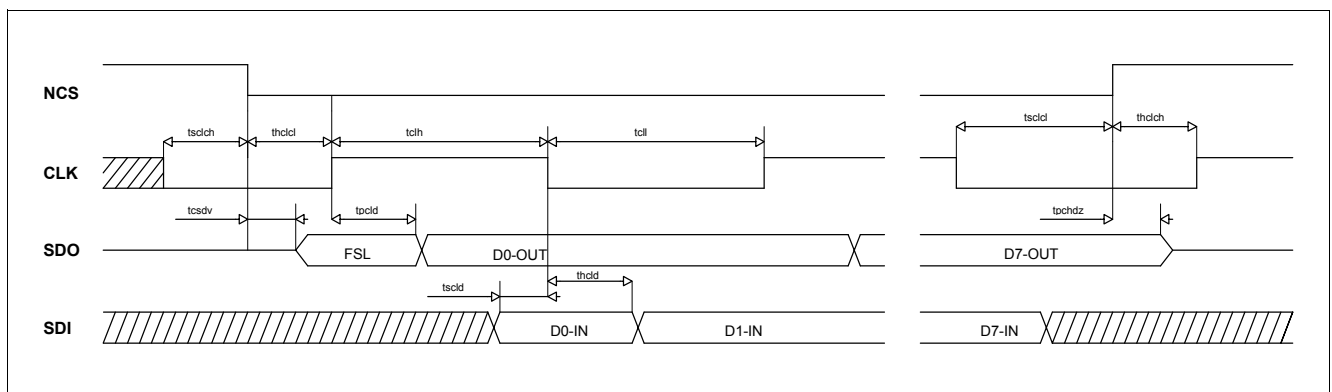 NCS
tsclch thclcl tclh tcll tsclcl thclch
CLK
tcsdv tpcld tpchdz
SDO FSL D0-OUT D7-OUT
tscld thcld
SDI D0-IN D1-IN D7-IN